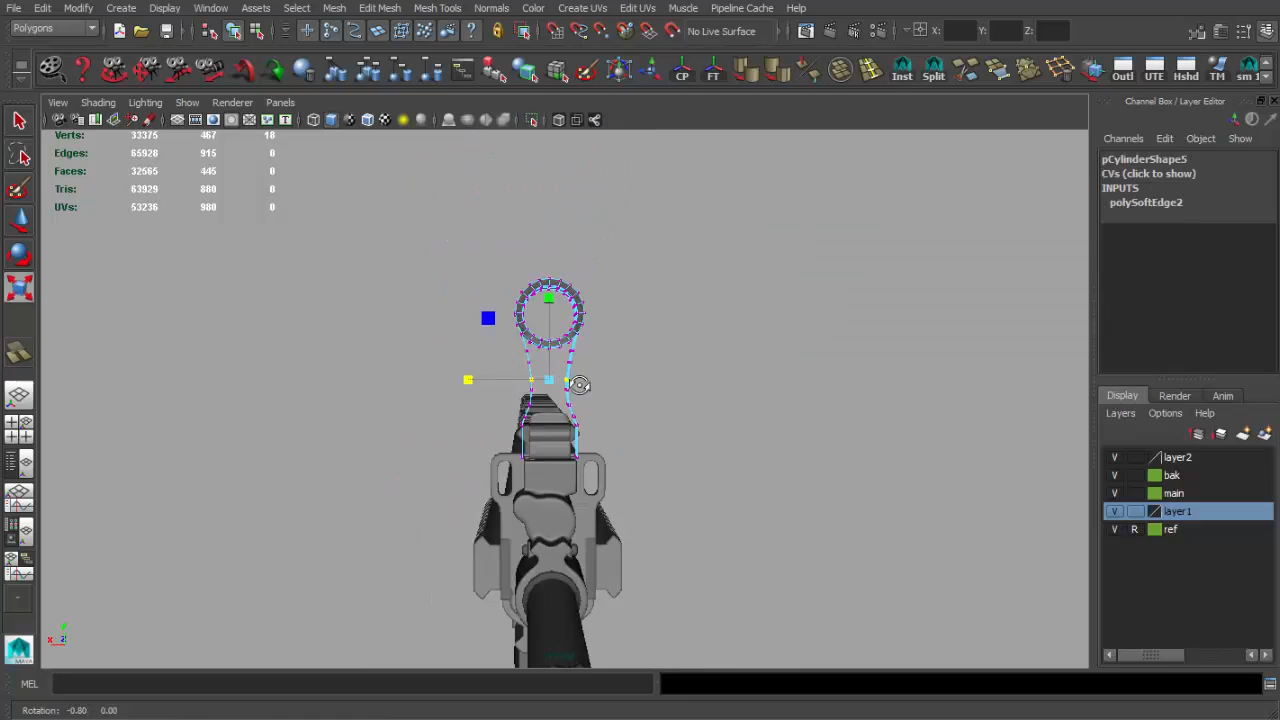 File Edit Modify Create Display Window Assets Select Mesh Edit Mesh Mesh Tools Normals Color Create UVs Edit UVs Muscle Pipeline Cache Help
Polygons No Live Surface X: Y: Z:
CP FT Inst Split Outl UTE Hshd TM sm 1
View Shading Lighting Show Renderer Panels
Channel Box / Layer Editor
Verts: 33375 467 18
Edges: 65928 915 0
Faces: 32565 445 0
Tris: 63929 880 0
UVs: 53236 980 0
Channels Edit Object Show
pCylinderShape5
CVs (click to show)
INPUTS
polySoftEdge2
Display Render Anim
Layers Options Help
V layer2
V bak
V main
V layer1
V R ref
MEL
Rotation: -0.80 0.00